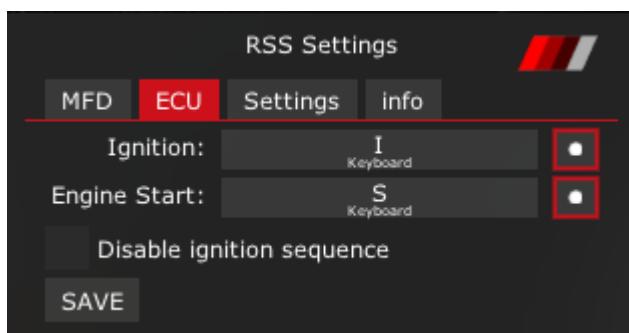 RSS Settings
MFD ECU Settings info
Ignition: I
Keyboard
Engine Start: S
Keyboard
Disable ignition sequence
SAVE